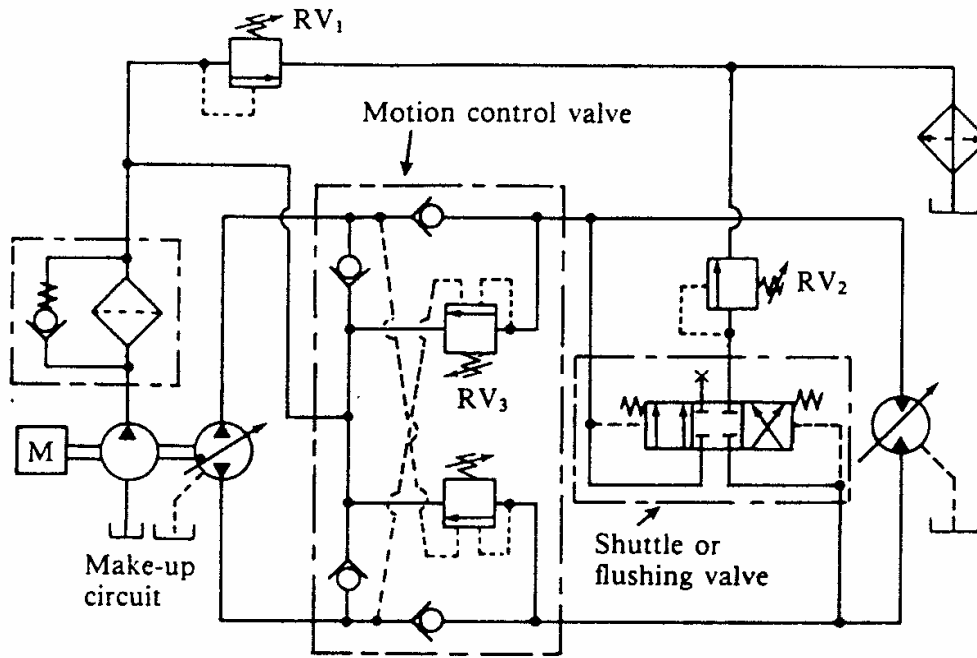 RV₁
Motion control valve
RV₂
RV₃
M
Make-up
circuit
Shuttle or
flushing valve